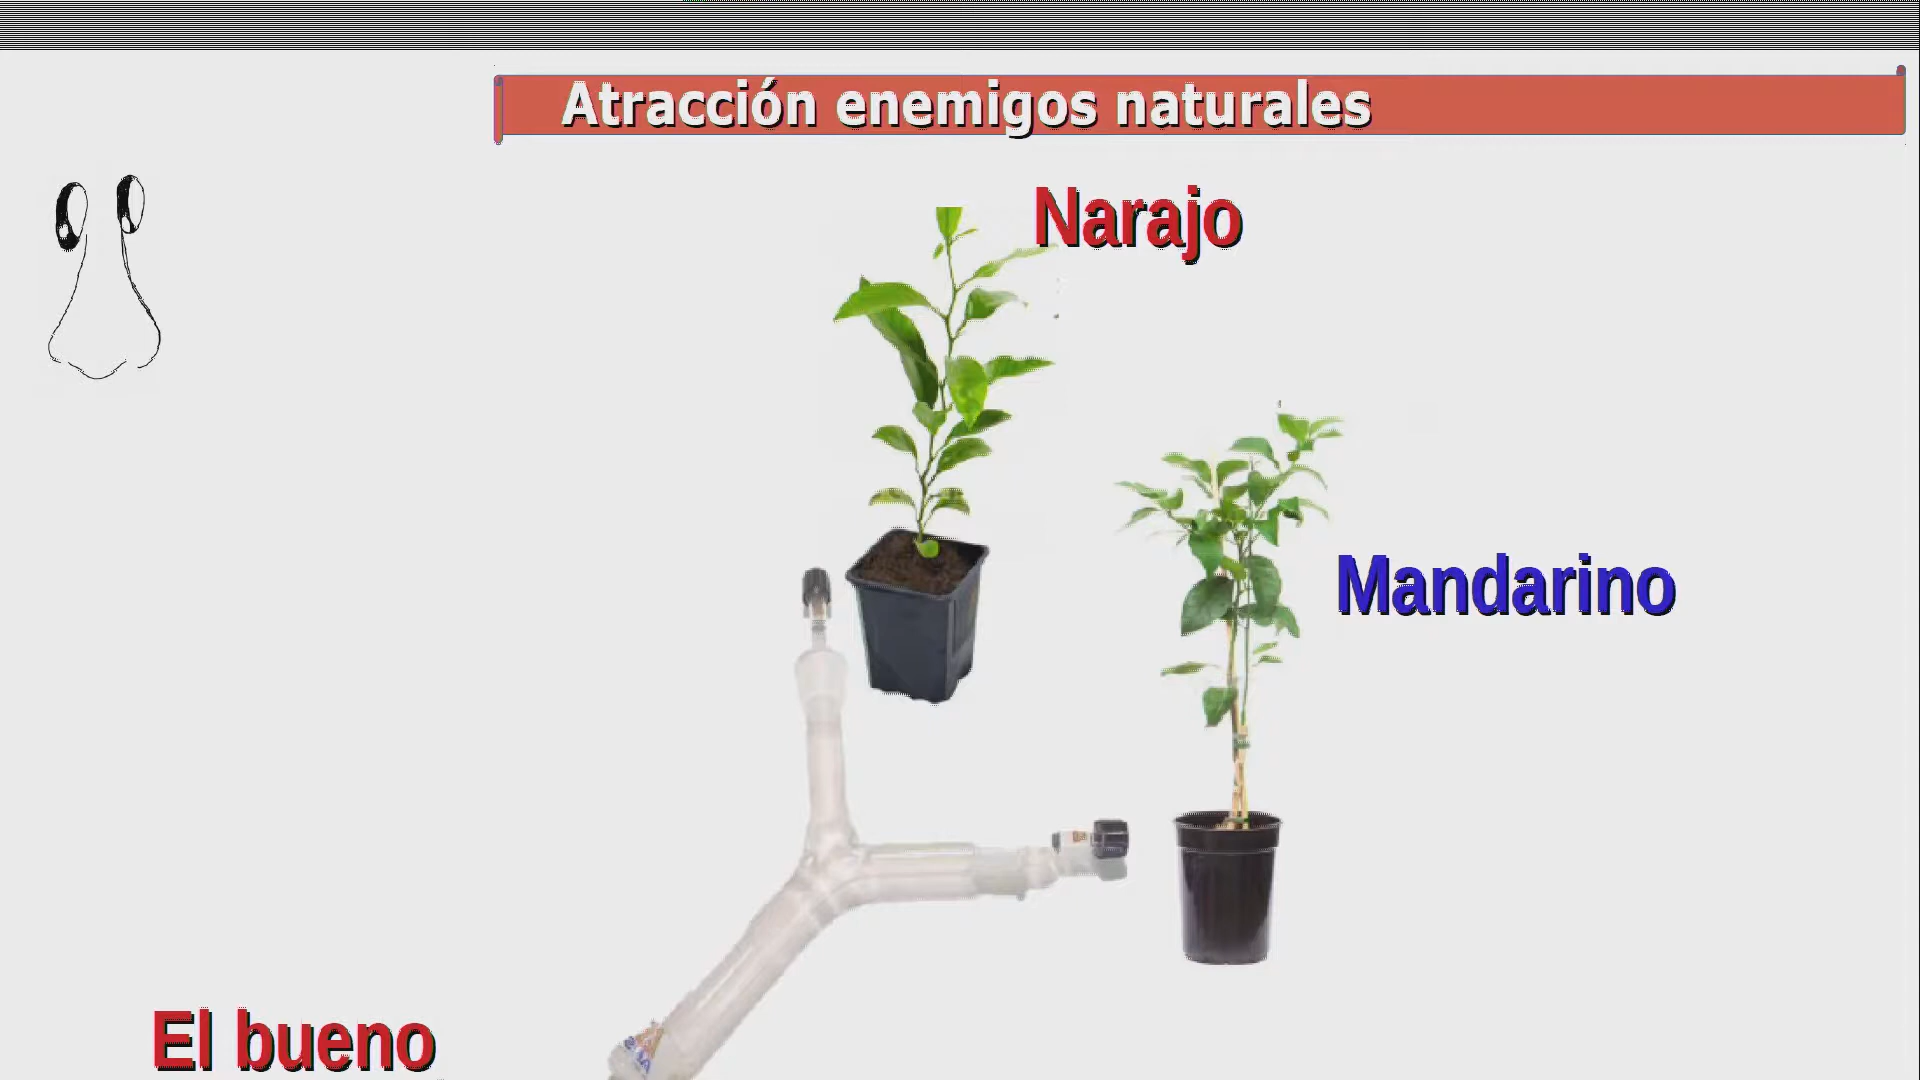 Atracción enemigos naturales
Narajo
Mandarino
El bueno